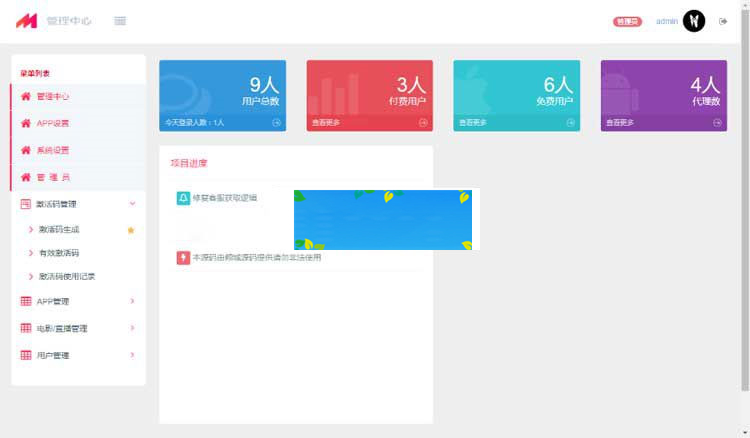 管理中心
管理员
admin
菜单列表
管理中心
APP设置
系统设置
管 理 员
激活码管理
激活码生成
有效激活码
激活码使用记录
APP管理
电影/直播管理
用户管理
9人
用户总数
今天登录人数：1人
3人
付费用户
查看更多
6人
免费用户
查看更多
4人
代理数
查看更多
项目进度
修复客服获取逻辑
本源码由倾城源码提供请勿非法使用